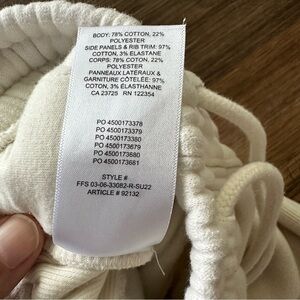 BODY: 78% COTTON, 22%
POLYESTER
SIDE PANELS & RIB TRIM: 97%
COTTON, 3% ELASTANE
CORPS: 78% COTON, 22%
POLYESTER
PANNEAUX LATÉRAUX &
GARNITURE CÔTELÉE: 97%
COTON, 3% ÉLASTHANNE
CA 23725 RN 122354
PO 4500173378
PO 4500173379
PO 4500173380
PO 4500173679
PO 4500173680
PO 4500173681
STYLE #
FFS 03-06-33082-R-SU22
ARTICLE # 92132